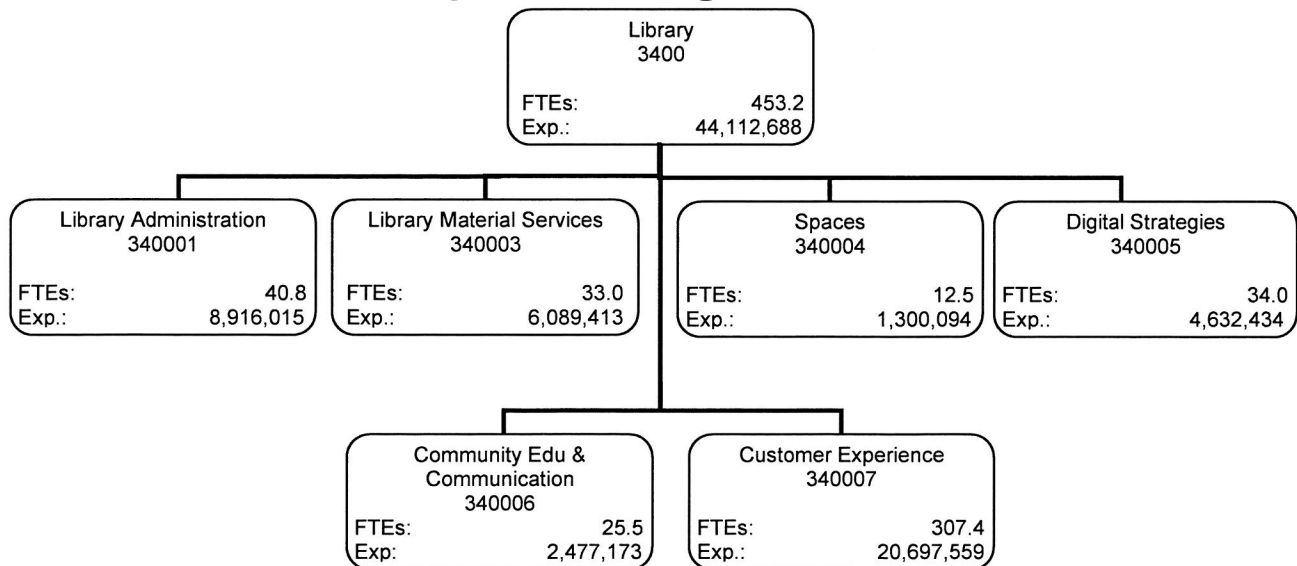 Library
3400
FTEs: 453.2
Exp.: 44,112,688
Library Administration
340001
FTEs: 40.8
Exp.: 8,916,015
Library Material Services
340003
FTEs: 33.0
Exp.: 6,089,413
Spaces
340004
FTEs: 12.5
Exp.: 1,300,094
Digital Strategies
340005
FTEs: 34.0
Exp.: 4,632,434
Community Edu &
Communication
340006
FTEs: 25.5
Exp: 2,477,173
Customer Experience
340007
FTEs: 307.4
Exp.: 20,697,559